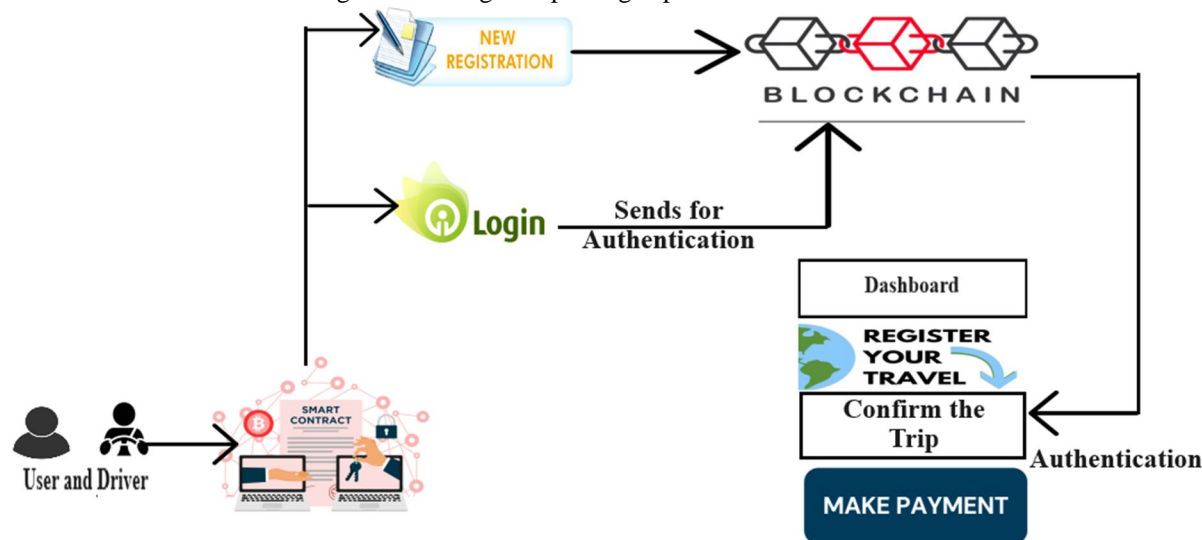 NEW
REGISTRATION
BLOCKCHAIN
Login
Sends for
Authentication
Dashboard
REGISTER
YOUR
TRAVEL
Confirm the
Trip
Authentication
MAKE PAYMENT
SMART
CONTRACT
User and Driver